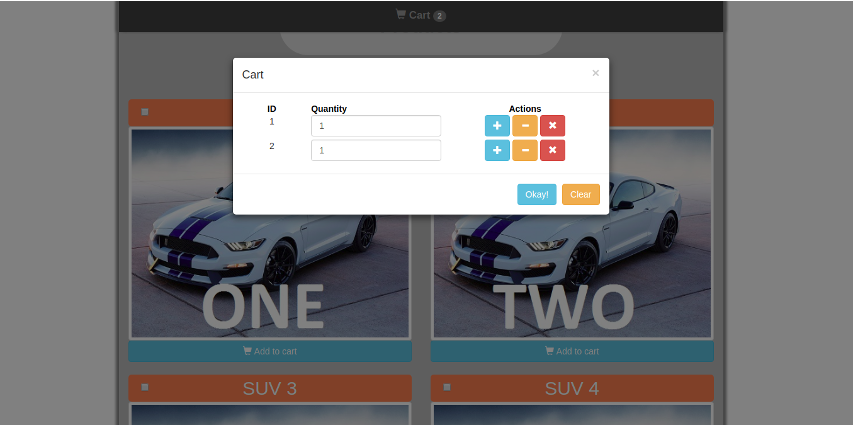 Cart 2
Cart ×
ID Quantity Actions
1 1
2 1
Okay! Clear
ONE TWO
Add to cart Add to cart
SUV 3 SUV 4